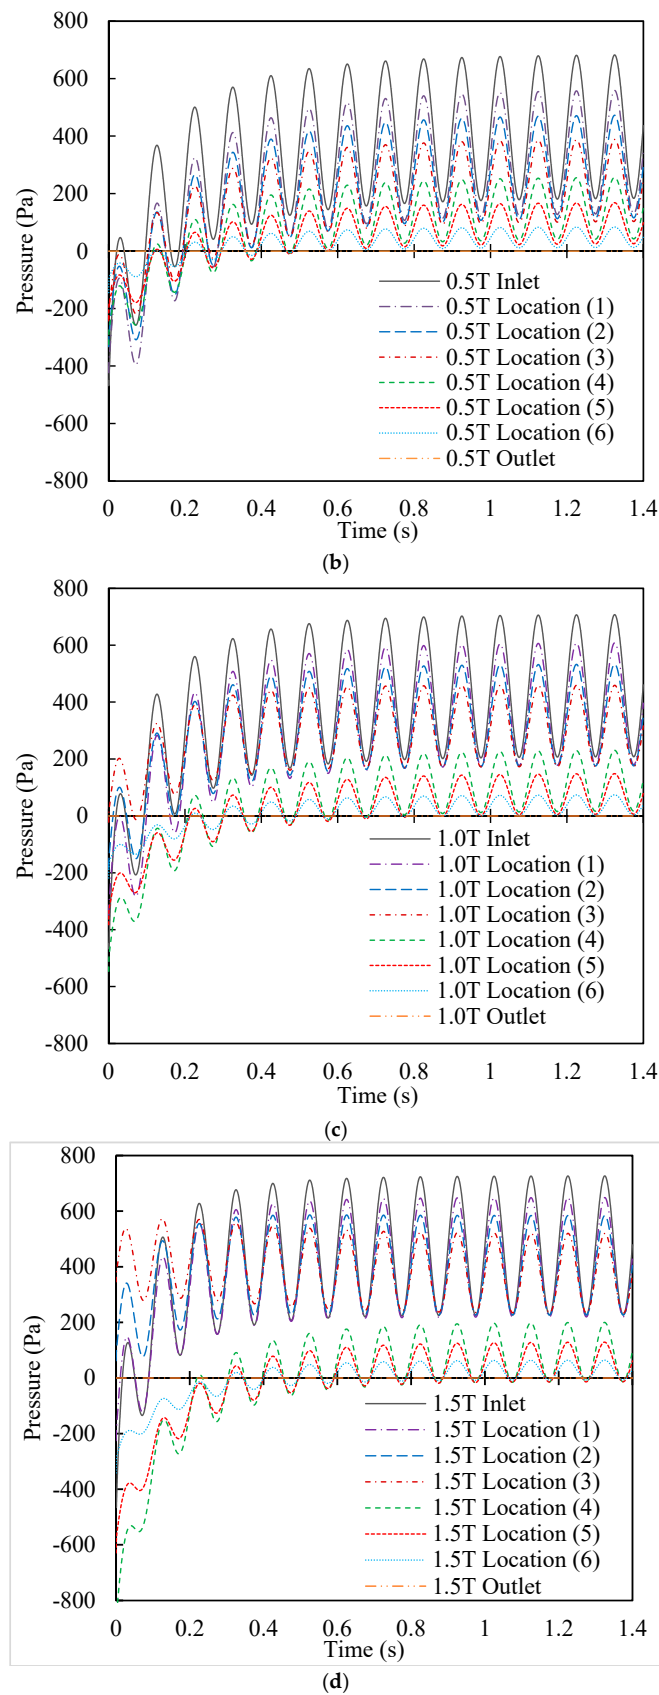 800
600
400
200
0
-200
-400
-600
-800
Pressure (Pa)
0.5T Inlet
0.5T Location (1)
0.5T Location (2)
0.5T Location (3)
0.5T Location (4)
0.5T Location (5)
0.5T Location (6)
0.5T Outlet
0 0.2 0.4 0.6 0.8 1 1.2 1.4
Time (s)
(b)
800
600
400
200
0
-200
-400
-600
-800
Pressure (Pa)
1.0T Inlet
1.0T Location (1)
1.0T Location (2)
1.0T Location (3)
1.0T Location (4)
1.0T Location (5)
1.0T Location (6)
1.0T Outlet
0 0.2 0.4 0.6 0.8 1 1.2 1.4
Time (s)
(c)
800
600
400
200
0
-200
-400
-600
-800
Pressure (Pa)
1.5T Inlet
1.5T Location (1)
1.5T Location (2)
1.5T Location (3)
1.5T Location (4)
1.5T Location (5)
1.5T Location (6)
1.5T Outlet
0 0.2 0.4 0.6 0.8 1 1.2 1.4
Time (s)
(d)